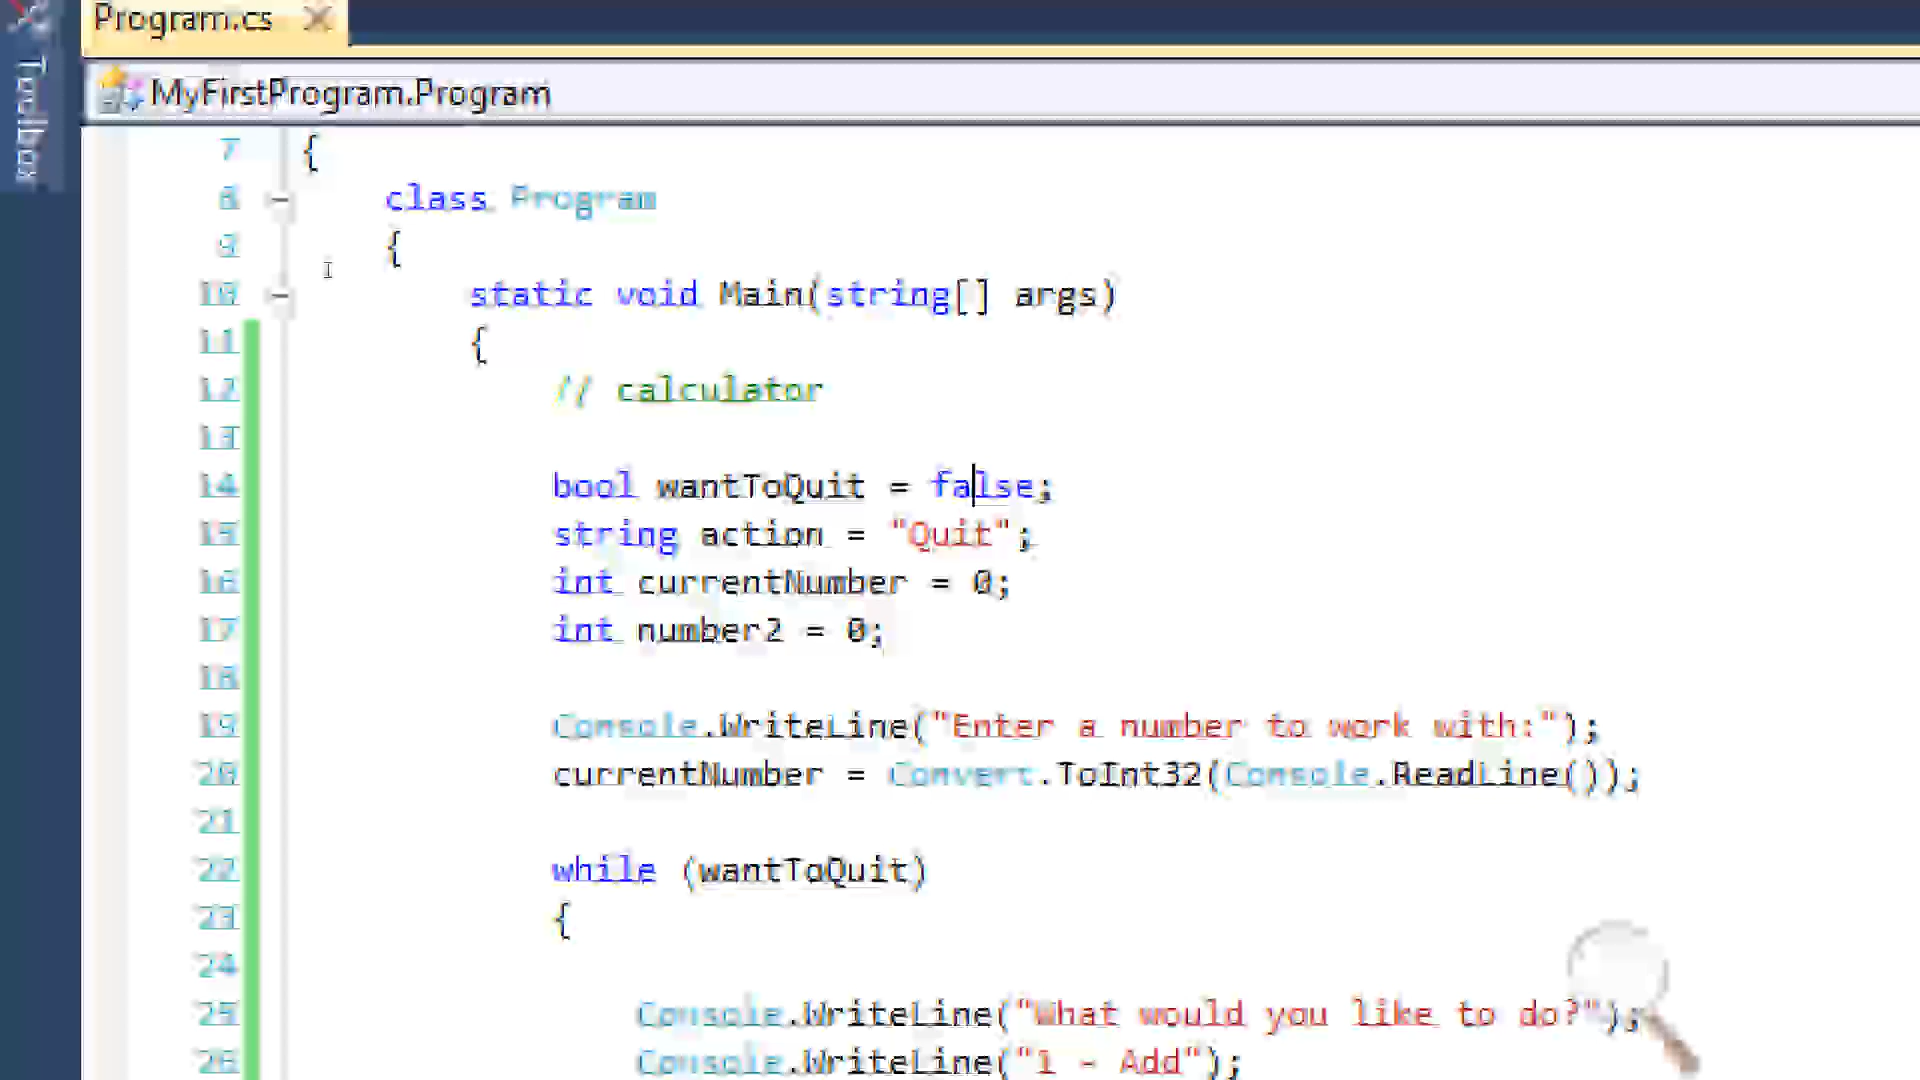 Program.cs
Toolbox
MyFirstProgram.Program
7 {
8 class Program
9 {
10 static void Main(string[] args)
11 {
12 // calculator
13
14 bool wantToQuit = false;
15 string action = "Quit";
16 int currentNumber = 0;
17 int number2 = 0;
18
19 Console.WriteLine("Enter a number to work with:");
20 currentNumber = Convert.ToInt32(Console.ReadLine());
21
22 while (wantToQuit)
23 {
24
25 Console.WriteLine("What would you like to do?");
26 Console.WriteLine("1 - Add");